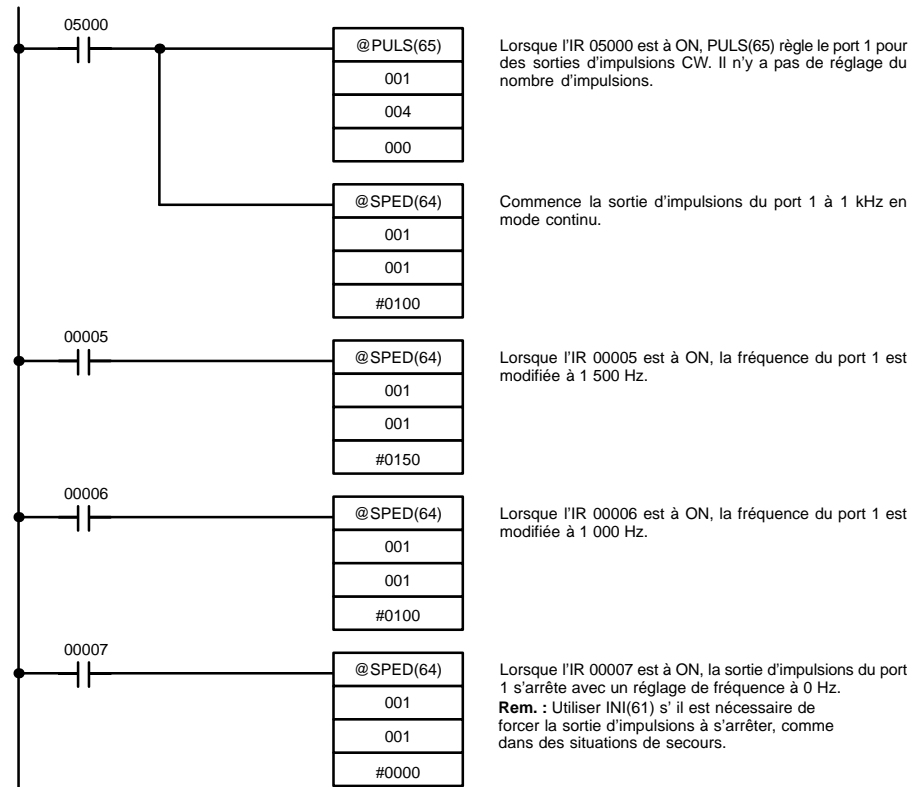 05000
@PULS(65)
001
004
000
Lorsque l'IR 05000 est à ON, PULS(65) règle le port 1 pour
des sorties d'impulsions CW. Il n'y a pas de réglage du
nombre d'impulsions.
@SPED(64)
001
001
#0100
Commence la sortie d'impulsions du port 1 à 1 kHz en
mode continu.
00005
@SPED(64)
001
001
#0150
Lorsque l'IR 00005 est à ON, la fréquence du port 1 est
modifiée à 1 500 Hz.
00006
@SPED(64)
001
001
#0100
Lorsque l'IR 00006 est à ON, la fréquence du port 1 est
modifiée à 1 000 Hz.
00007
@SPED(64)
001
001
#0000
Lorsque l'IR 00007 est à ON, la sortie d'impulsions du port
1 s'arrête avec un réglage de fréquence à 0 Hz.
Rem. : Utiliser INI(61) s' il est nécessaire de
forcer la sortie d'impulsions à s'arrêter, comme
dans des situations de secours.